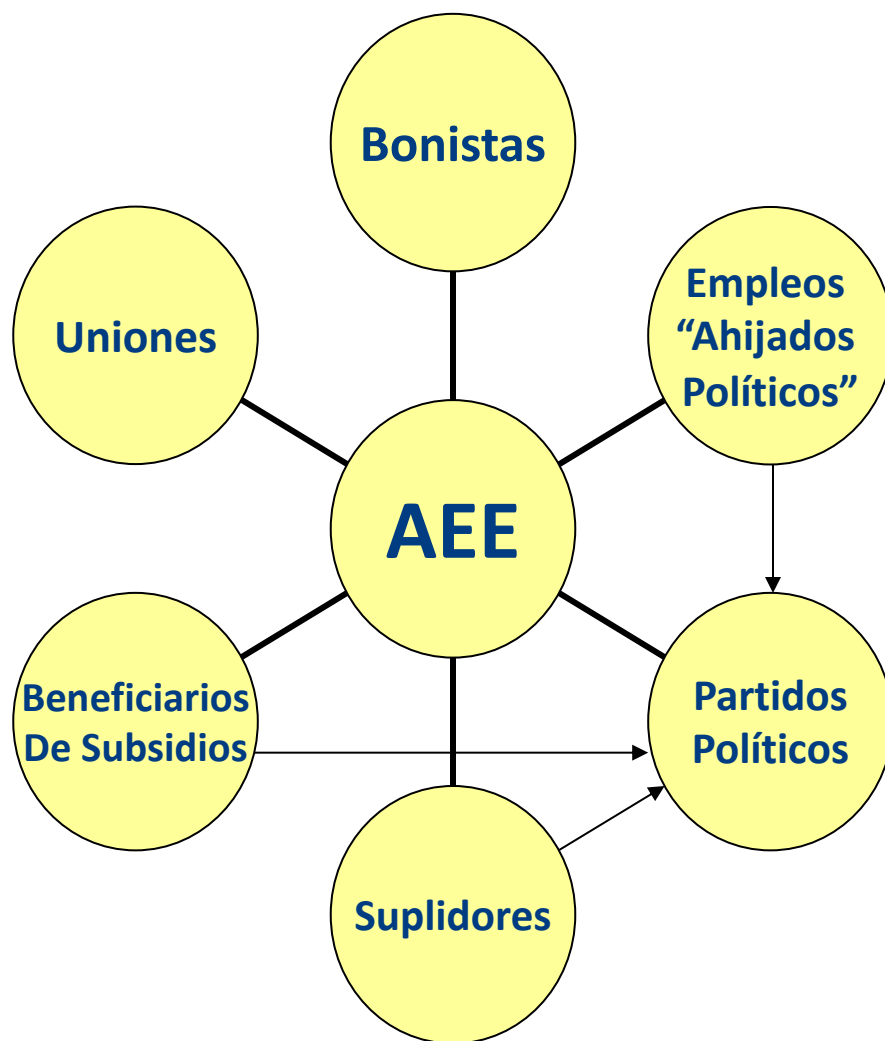 Bonistas
Uniones
Empleos
“Ahijados
Políticos”
AEE
Beneficiarios
De Subsidios
Partidos
Políticos
Suplidores